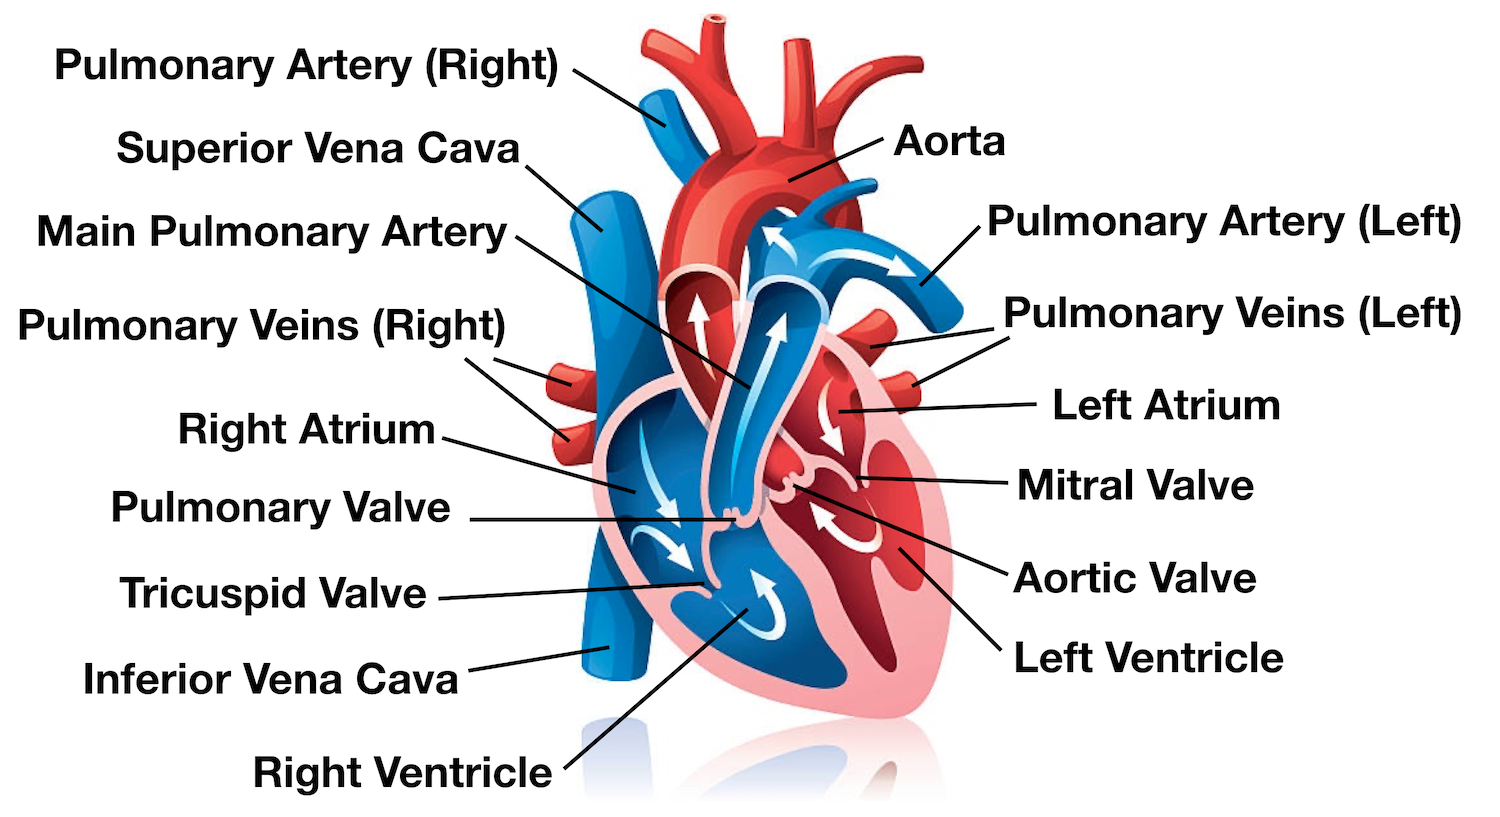 Pulmonary Artery (Right)
Superior Vena Cava
Main Pulmonary Artery
Pulmonary Veins (Right)
Right Atrium
Pulmonary Valve
Tricuspid Valve
Inferior Vena Cava
Right Ventricle
Aorta
Pulmonary Artery (Left)
Pulmonary Veins (Left)
Left Atrium
Mitral Valve
Aortic Valve
Left Ventricle